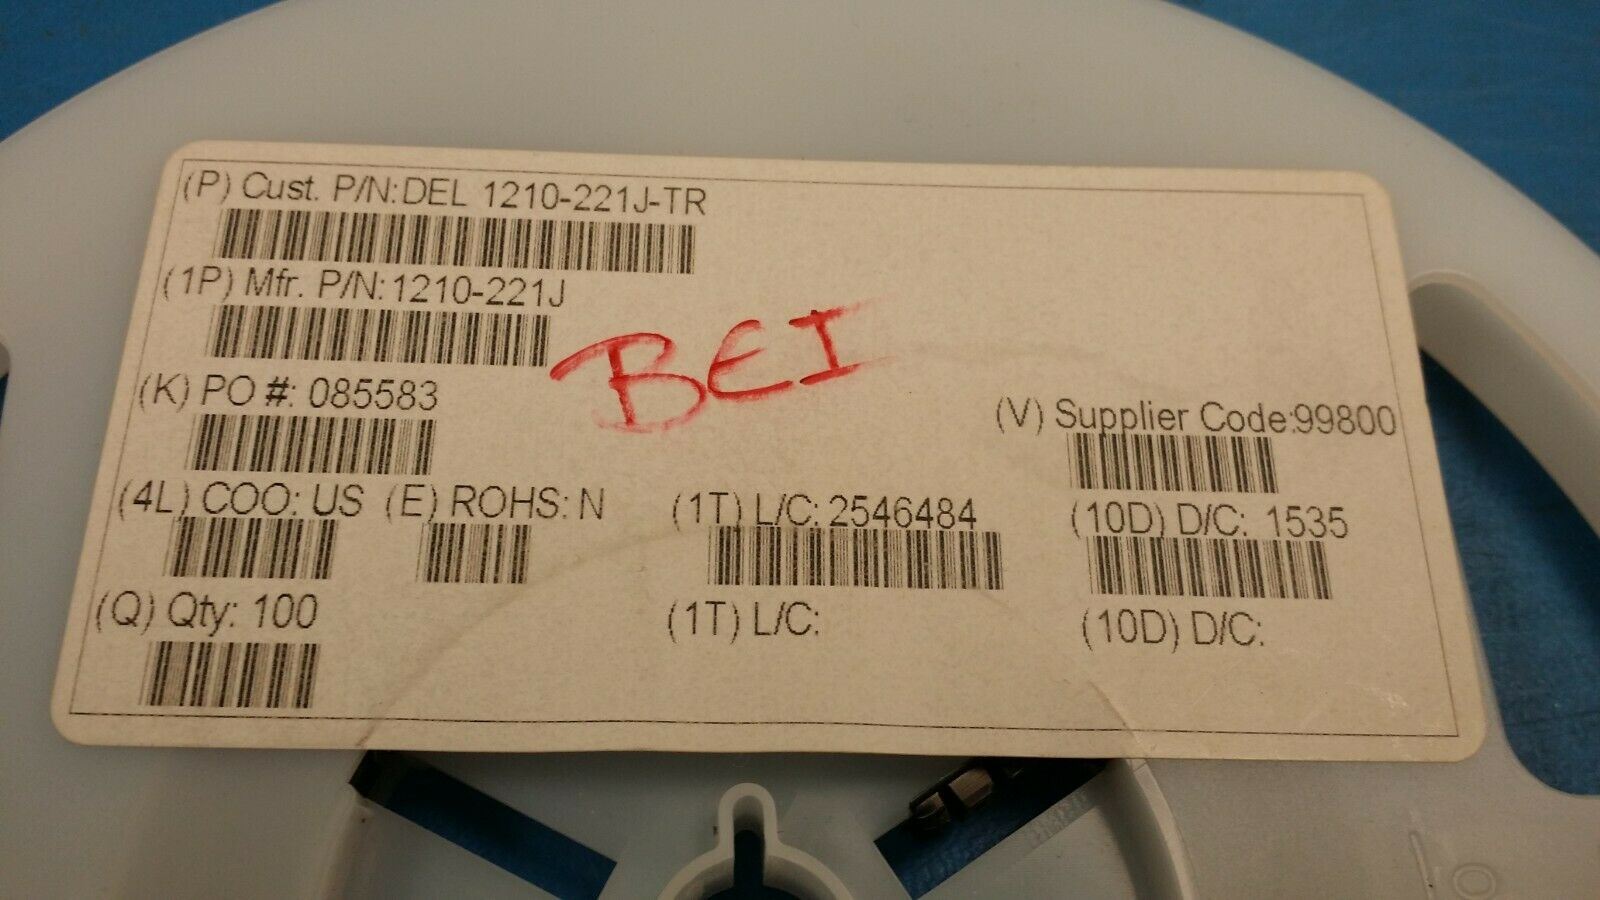 (P) Cust. P/N:DEL 1210-221J-TR
(1P) Mfr. P/N:1210-221J
BEI
(K) PO #: 085583
(V) Supplier Code:99800
(4L) COO: US (E) ROHS: N (1T) L/C: 2546484 (10D) D/C: 1535
(Q) Qty: 100 (1T) L/C: (10D) D/C: